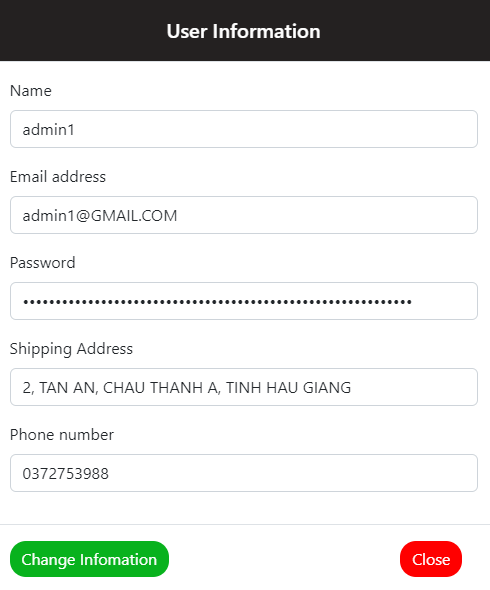 User Information
Name
admin1
Email address
admin1@GMAIL.COM
Password
••••••••••••••••••••••••••••••••••••••••••••••••••••••••••••
Shipping Address
2, TAN AN, CHAU THANH A, TINH HAU GIANG
Phone number
0372753988
Change Infomation
Close